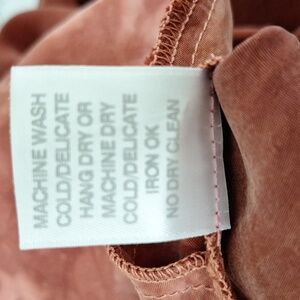 MACHINE WASH
COLD/DELICATE
HANG DRY OR
MACHINE DRY
COLD/DELICATE
IRON OK
NO DRY CLEAN